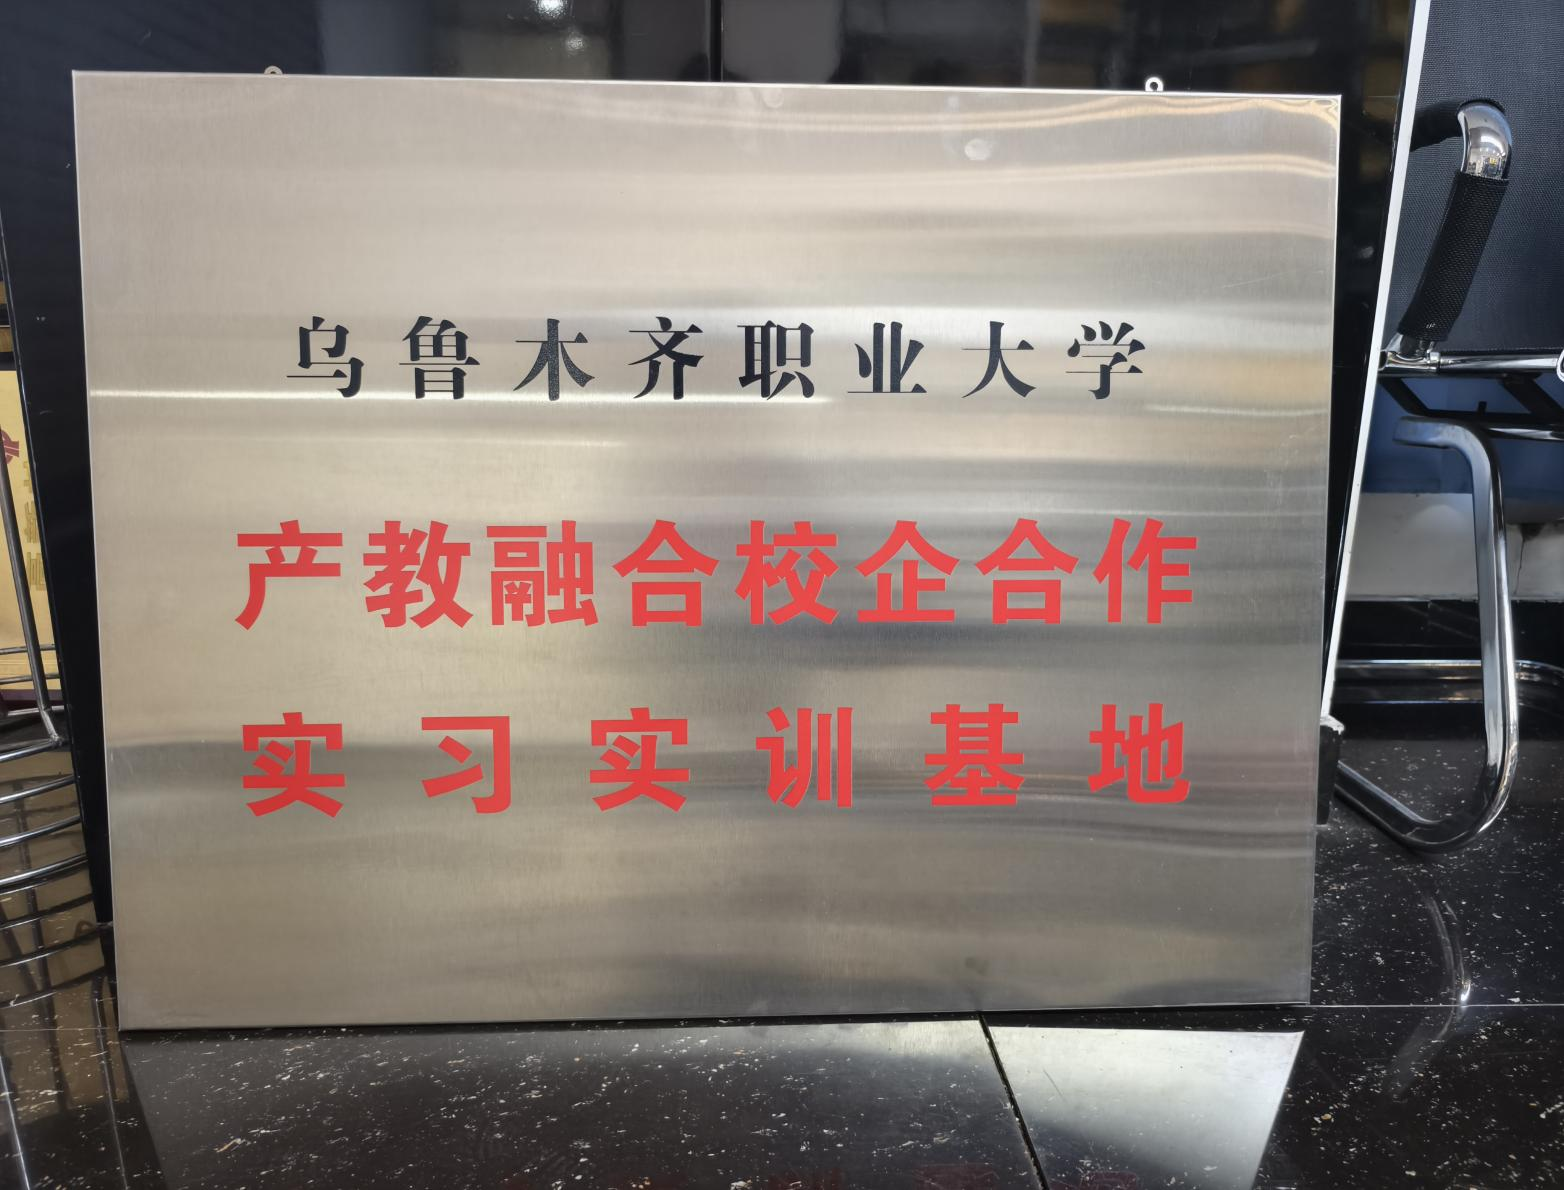 乌鲁木齐职业大学
产教融合校企合作
实习实训基地